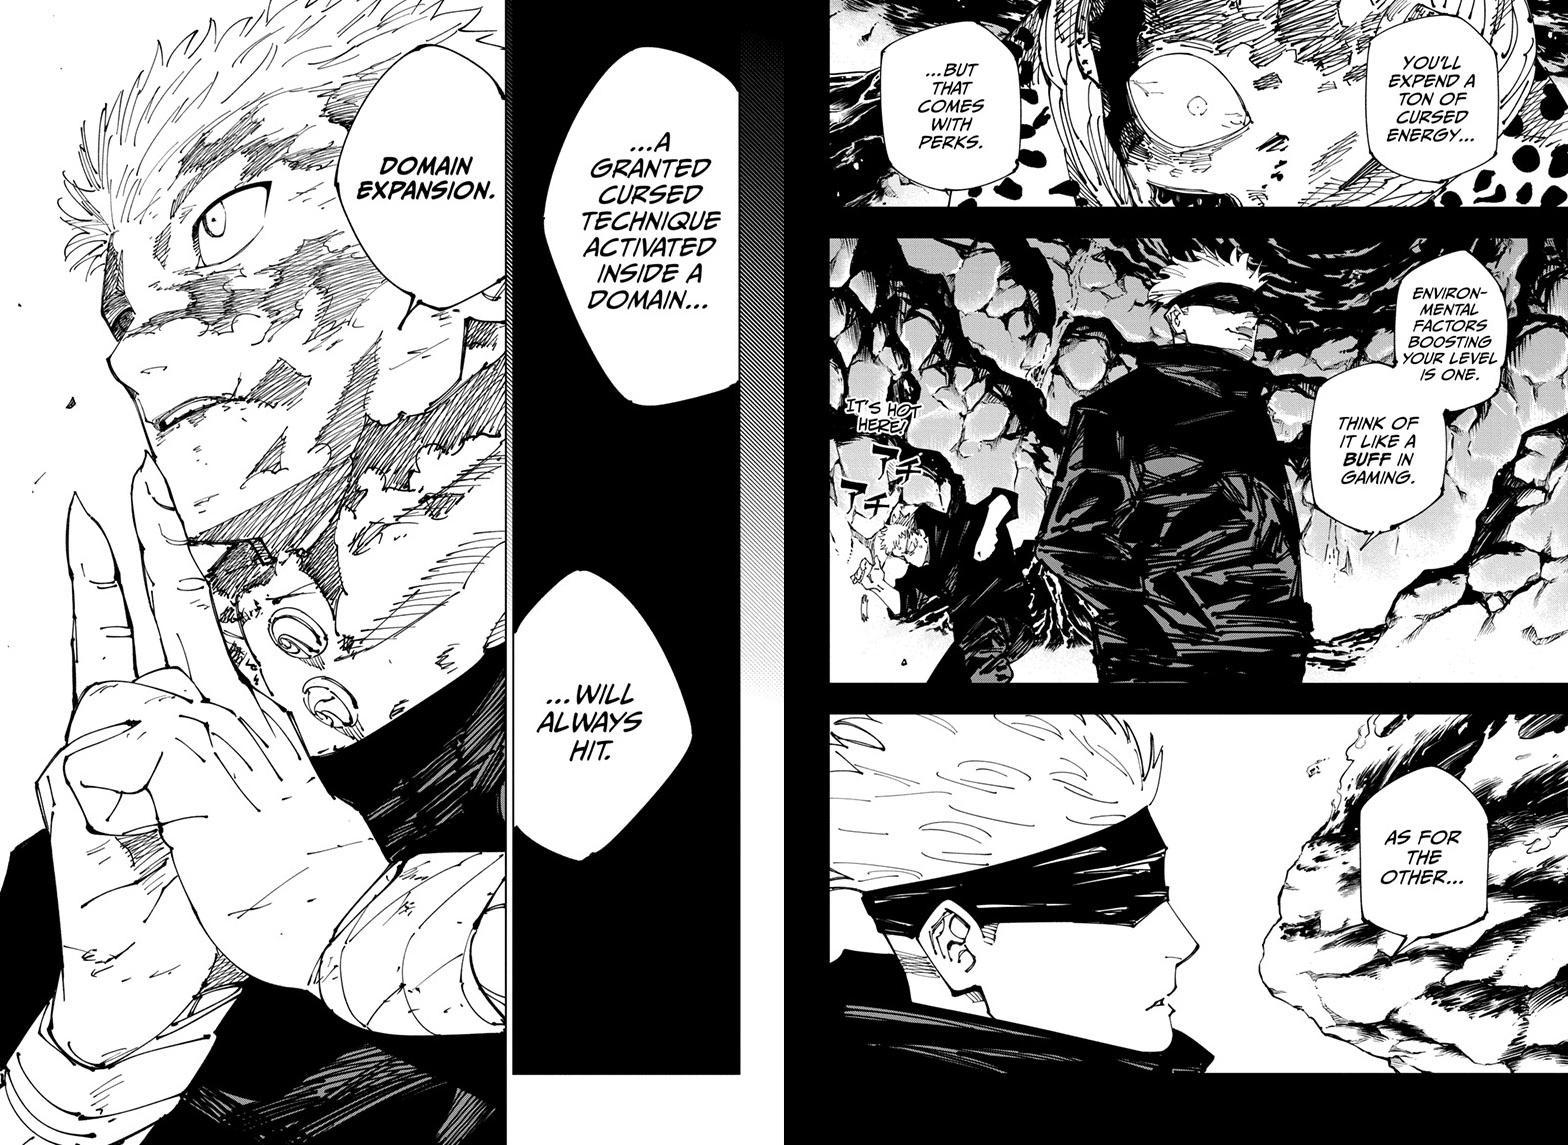 YOU'LL
EXPEND A
TON OF
CURSED
ENERGY...
...BUT
THAT
COMES
WITH
PERKS.
ENVIRON-
MENTAL
FACTORS
BOOSTING
YOUR LEVEL
IS ONE.
THINK OF
IT LIKE A
BUFF IN
GAMING.
IT'S HOT
HERE!
アチ
アチ
AS FOR
THE
OTHER...
...A
GRANTED
CURSED
TECHNIQUE
ACTIVATED
INSIDE A
DOMAIN...
...WILL
ALWAYS
HIT.
DOMAIN
EXPANSION.